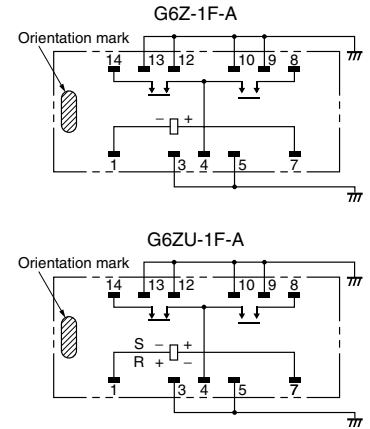 G6Z-1F-A
Orientation mark
14 13 12 10 9 8
− +
1 3 4 5 7
G6ZU-1F-A
Orientation mark
14 13 12 10 9 8
S − +
R + −
1 3 4 5 7